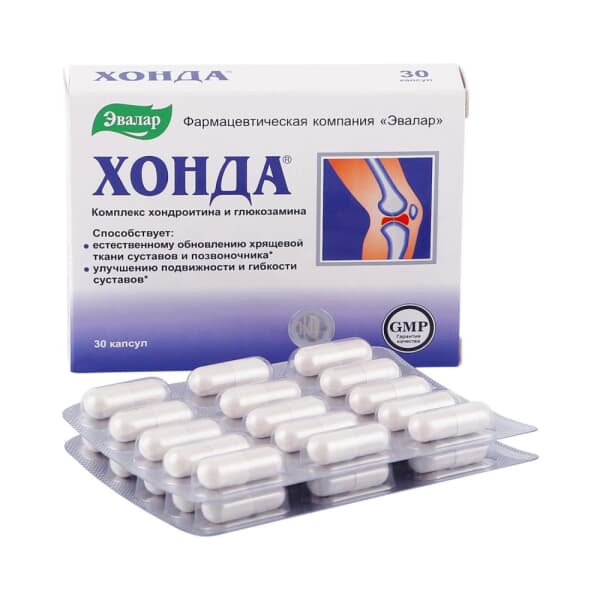 ХОНДА®
30
капсул
Эвалар
Фармацевтическая компания «Эвалар»
ХОНДА®
Комплекс хондроитина и глюкозамина
Способствует:
• естественному обновлению хрящевой
ткани суставов и позвоночника*
• улучшению подвижности и гибкости
суставов*
30 капсул
GMP
Гарантия
качества